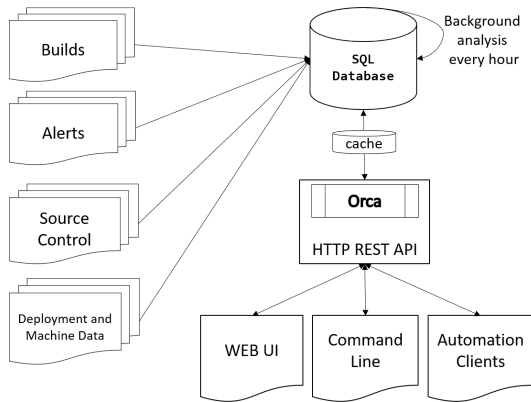 Builds
Alerts
Source
Control
Deployment and
Machine Data
SQL
Database
Background
analysis
every hour
cache
Orca
HTTP REST API
WEB UI
Command
Line
Automation
Clients